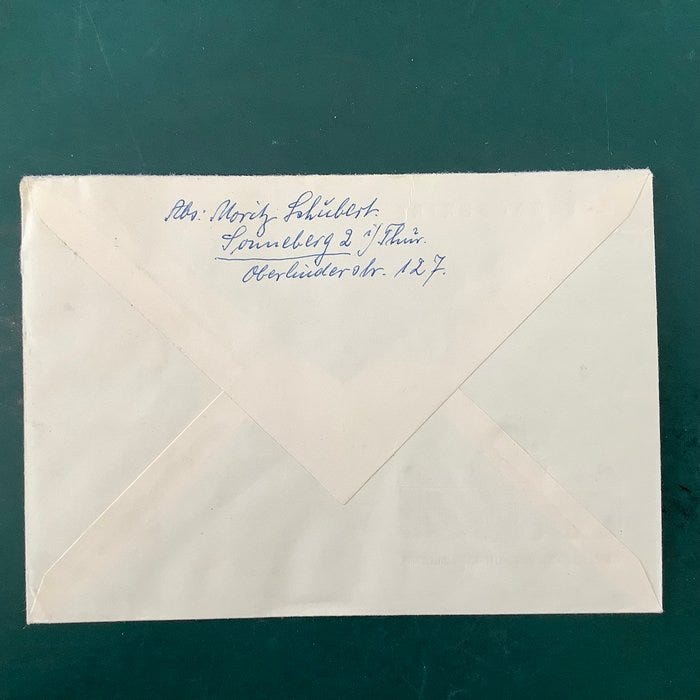 Abs: Moritz Schubert.
Sonneberg 2 i/Thür.
Oberlinderstr. 127.